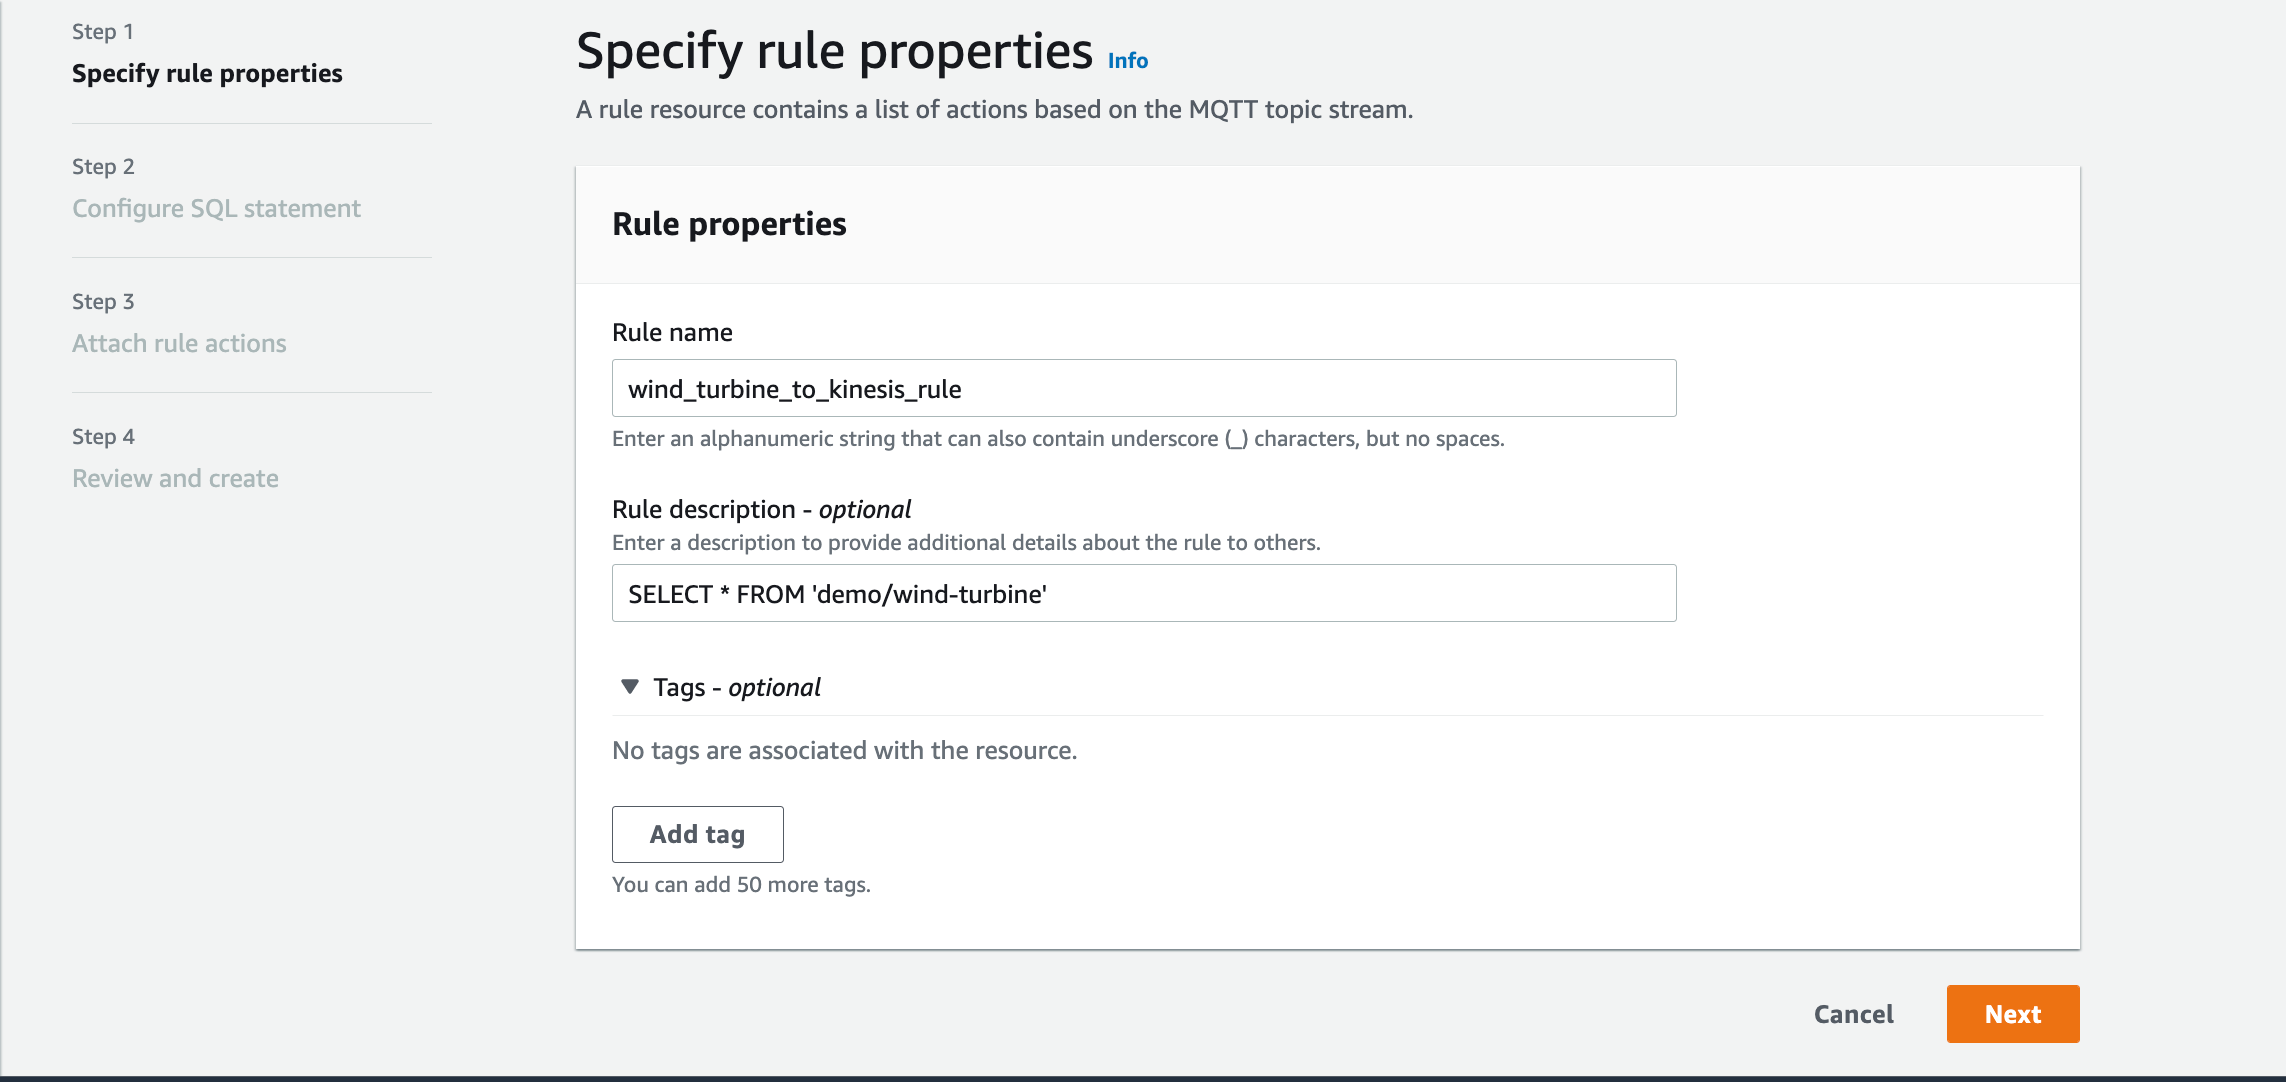 Step 1
Specify rule properties
Step 2
Configure SQL statement
Step 3
Attach rule actions
Step 4
Review and create
Specify rule properties Info
A rule resource contains a list of actions based on the MQTT topic stream.
Rule properties
Rule name
wind_turbine_to_kinesis_rule
Enter an alphanumeric string that can also contain underscore (_) characters, but no spaces.
Rule description - optional
Enter a description to provide additional details about the rule to others.
SELECT * FROM 'demo/wind-turbine'
Tags - optional
No tags are associated with the resource.
Add tag
You can add 50 more tags.
Cancel
Next